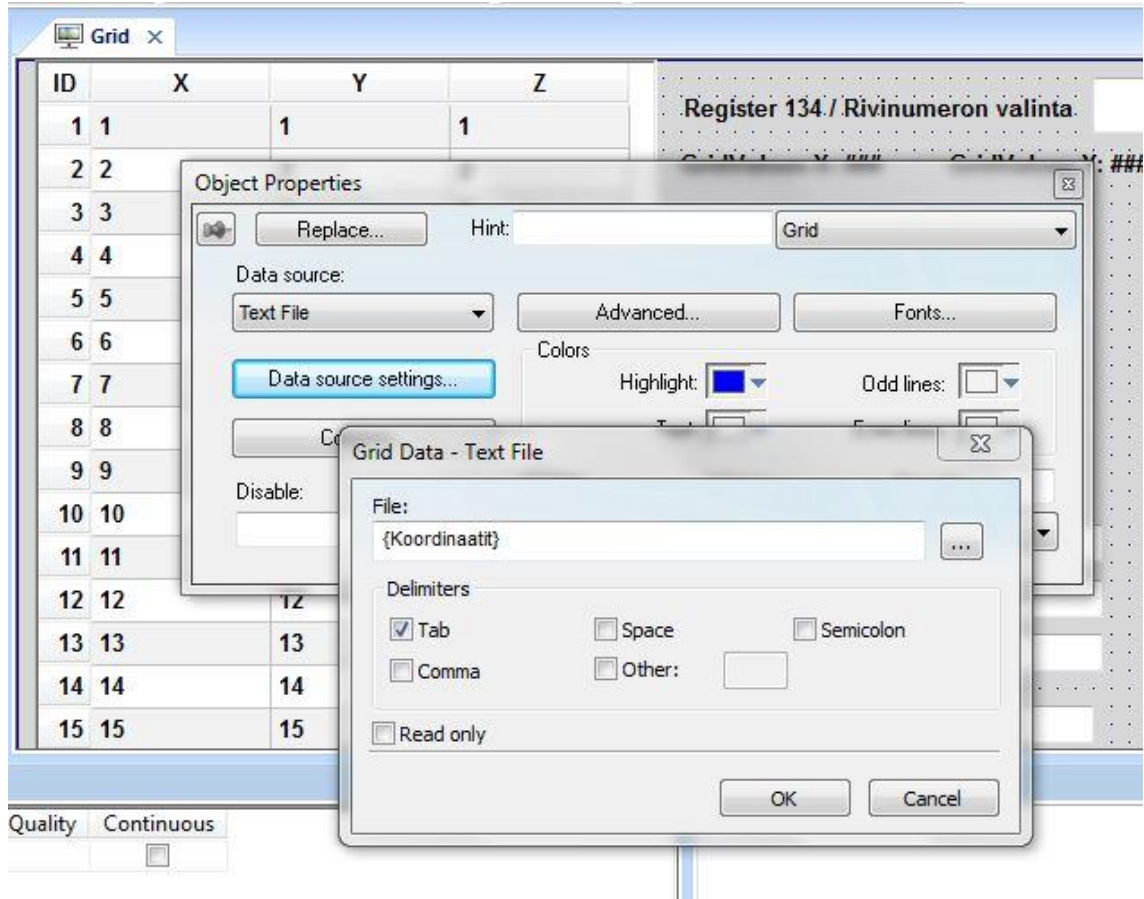 Grid
ID X Y Z
Register 134 / Rivinumeron valinta
1 1 1 1
2 2
3 3
4 4
5 5
6 6
7 7
8 8
9 9
10 10
11 11
12 12 12
13 13 13
14 14 14
15 15 15
Object Properties
Replace... Hint: Grid
Data source:
Text File Advanced... Fonts...
Colors
Data source settings... Highlight: Odd lines:
Disable:
Grid Data - Text File
File:
{Koordinaatit}
...
Delimiters
Tab Space Semicolon
Comma Other:
Read only
OK Cancel
Quality Continuous